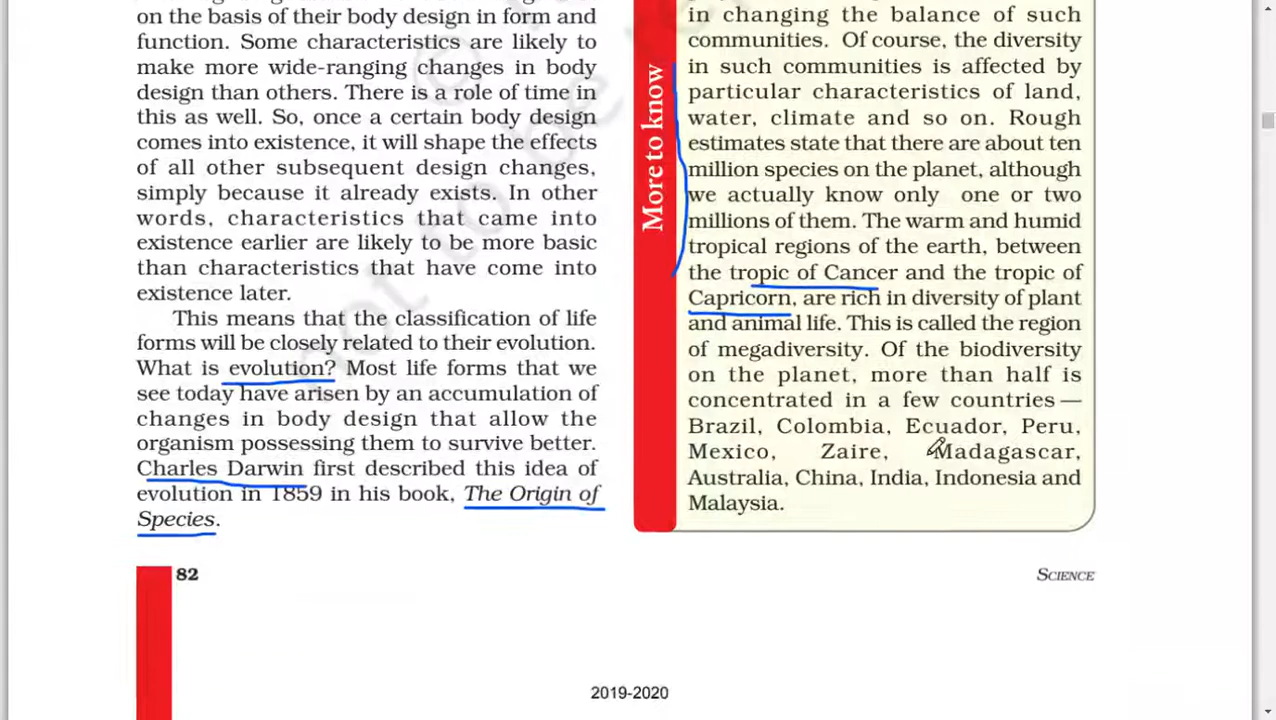 on the basis of their body design in form and
function. Some characteristics are likely to
make more wide-ranging changes in body
design than others. There is a role of time in
this as well. So, once a certain body design
comes into existence, it will shape the effects
of all other subsequent design changes,
simply because it already exists. In other
words, characteristics that came into
existence earlier are likely to be more basic
than characteristics that have come into
existence later.
This means that the classification of life
forms will be closely related to their evolution.
What is evolution? Most life forms that we
see today have arisen by an accumulation of
changes in body design that allow the
organism possessing them to survive better.
Charles Darwin first described this idea of
evolution in 1859 in his book, The Origin of
Species.
More to know
in changing the balance of such
communities. Of course, the diversity
in such communities is affected by
particular characteristics of land,
water, climate and so on. Rough
estimates state that there are about ten
million species on the planet, although
we actually know only one or two
millions of them. The warm and humid
tropical regions of the earth, between
the tropic of Cancer and the tropic of
Capricorn, are rich in diversity of plant
and animal life. This is called the region
of megadiversity. Of the biodiversity
on the planet, more than half is
concentrated in a few countries —
Brazil, Colombia, Ecuador, Peru,
Mexico, Zaire, Madagascar,
Australia, China, India, Indonesia and
Malaysia.
82
SCIENCE
2019-2020